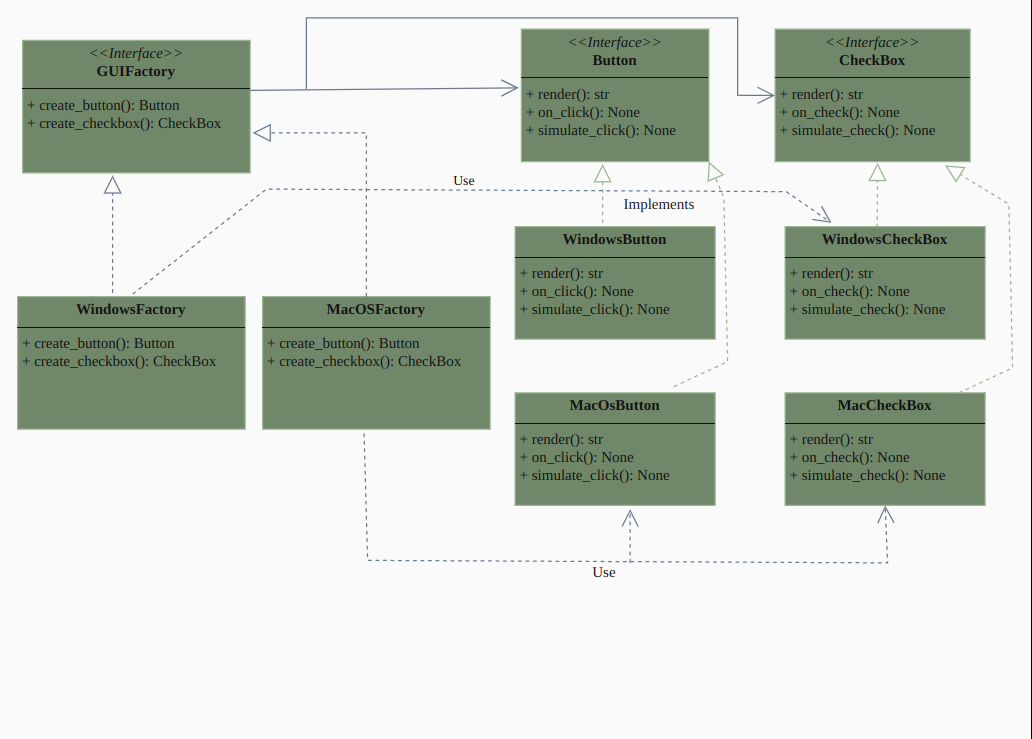 <<Interface>>
GUIFactory
+ create_button(): Button
+ create_checkbox(): CheckBox
<<Interface>>
Button
+ render(): str
+ on_click(): None
+ simulate_click(): None
<<Interface>>
CheckBox
+ render(): str
+ on_check(): None
+ simulate_check(): None
Use
Implements
WindowsButton
+ render(): str
+ on_click(): None
+ simulate_click(): None
WindowsCheckBox
+ render(): str
+ on_check(): None
+ simulate_check(): None
WindowsFactory
+ create_button(): Button
+ create_checkbox(): CheckBox
MacOSFactory
+ create_button(): Button
+ create_checkbox(): CheckBox
MacOsButton
+ render(): str
+ on_click(): None
+ simulate_click(): None
MacCheckBox
+ render(): str
+ on_check(): None
+ simulate_check(): None
Use